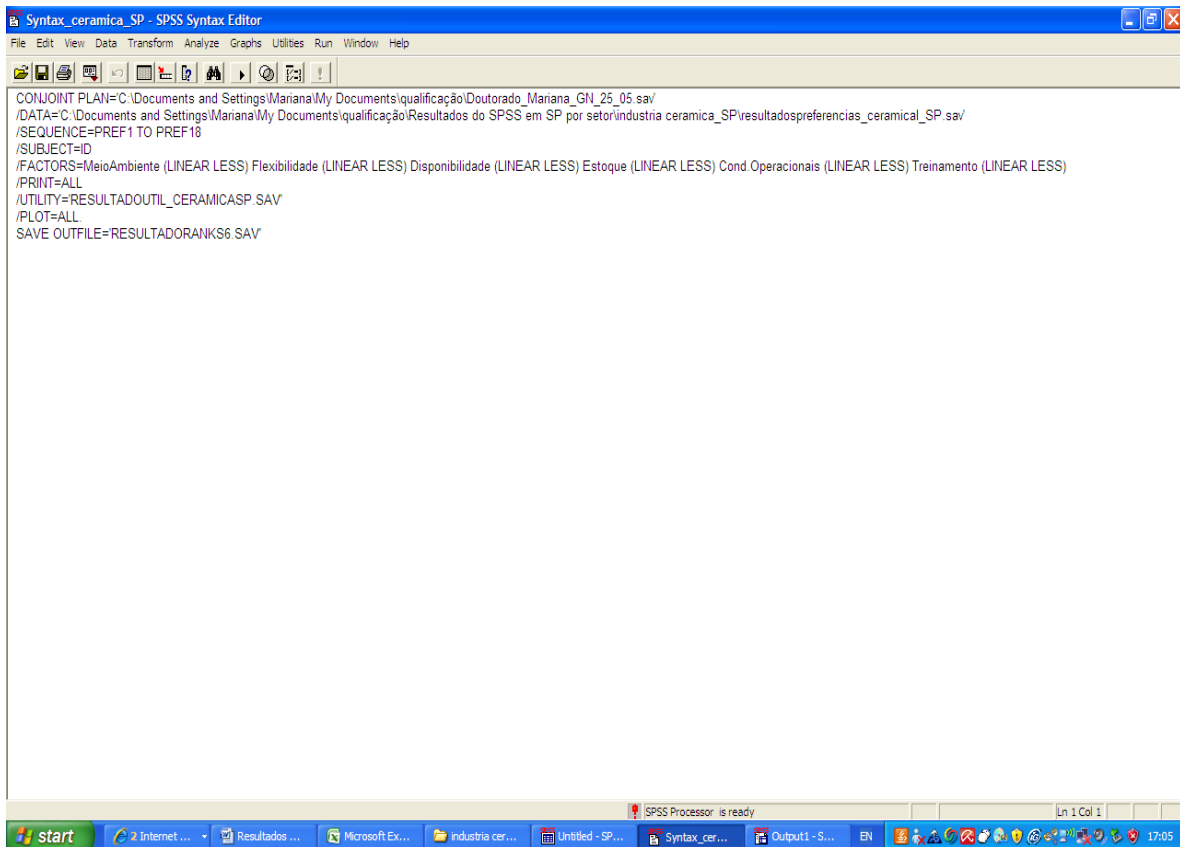 Syntax_ceramica_SP - SPSS Syntax Editor
File Edit View Data Transform Analyze Graphs Utilities Run Window Help
CONJOINT PLAN='C:\Documents and Settings\Mariana\My Documents\qualificação\Doutorado_Mariana_GN_25_05.sav'
/DATA='C:\Documents and Settings\Mariana\My Documents\qualificação\Resultados do SPSS em SP por setor\industria ceramica_SP\resultadospreferencias_ceramicaI_SP.sav'
/SEQUENCE=PREF1 TO PREF18
/SUBJECT=ID
/FACTORS=MeioAmbiente (LINEAR LESS) Flexibilidade (LINEAR LESS) Disponibilidade (LINEAR LESS) Estoque (LINEAR LESS) Cond.Operacionais (LINEAR LESS) Treinamento (LINEAR LESS)
/PRINT=ALL
/UTILITY='RESULTADOUTIL_CERAMICASP.SAV'
/PLOT=ALL.
SAVE OUTFILE='RESULTADORANKS6.SAV'
SPSS Processor is ready
Ln 1 Col 1
start 2 Internet ... Resultados ... Microsoft Ex... industria cer... Untitled - SP... Syntax_cer... Output1 - S... EN 17:05